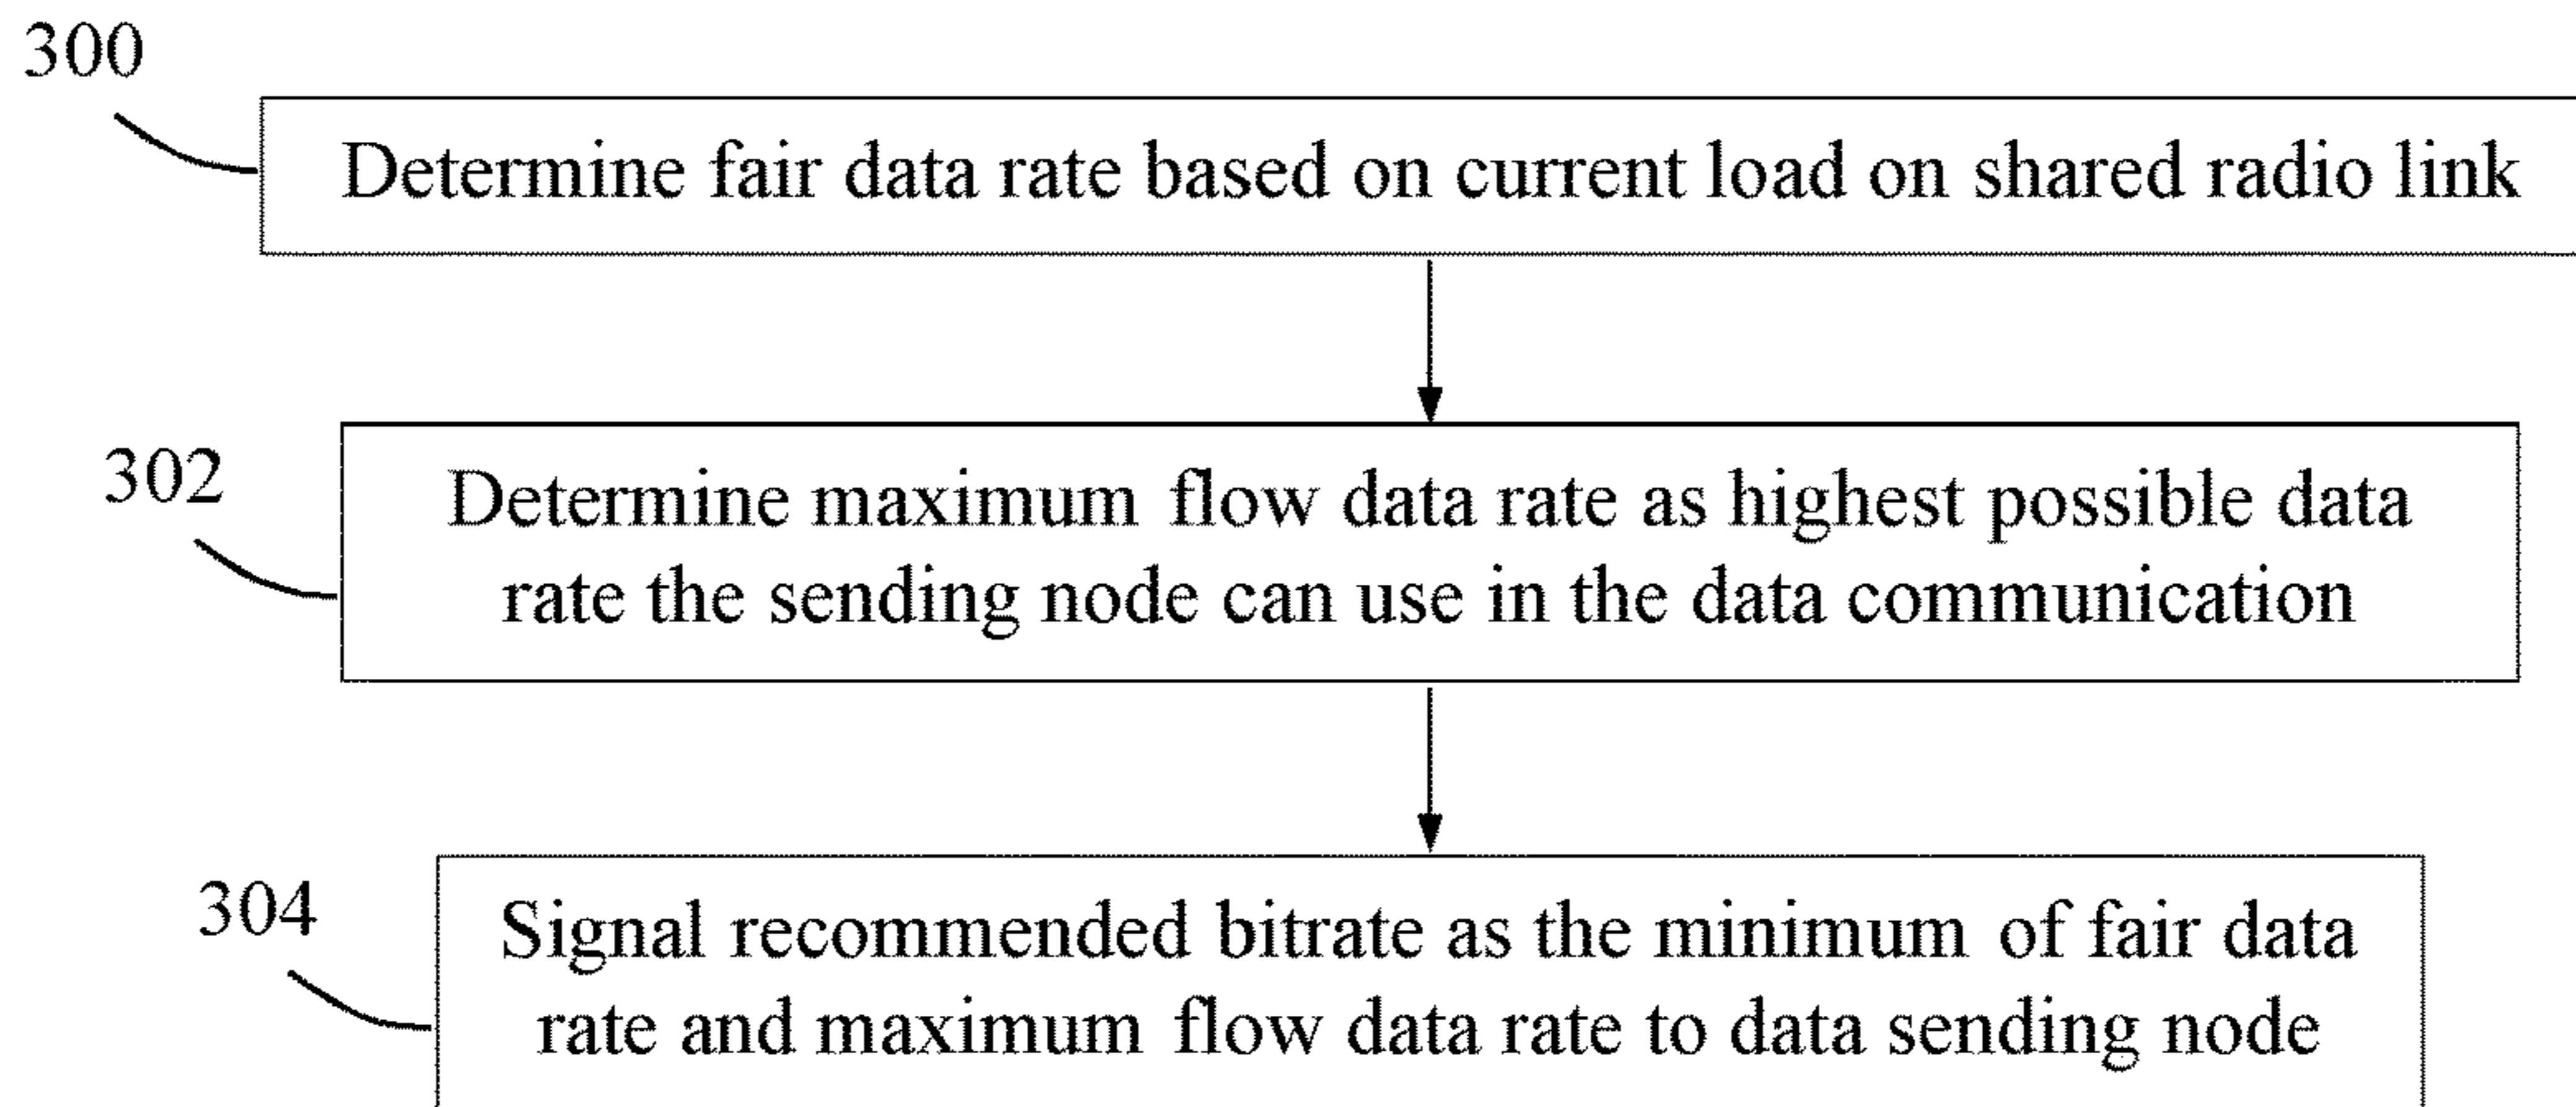 300
Determine fair data rate based on current load on shared radio link
302
Determine maximum flow data rate as highest possible data
rate the sending node can use in the data communication
304
Signal recommended bitrate as the minimum of fair data
rate and maximum flow data rate to data sending node